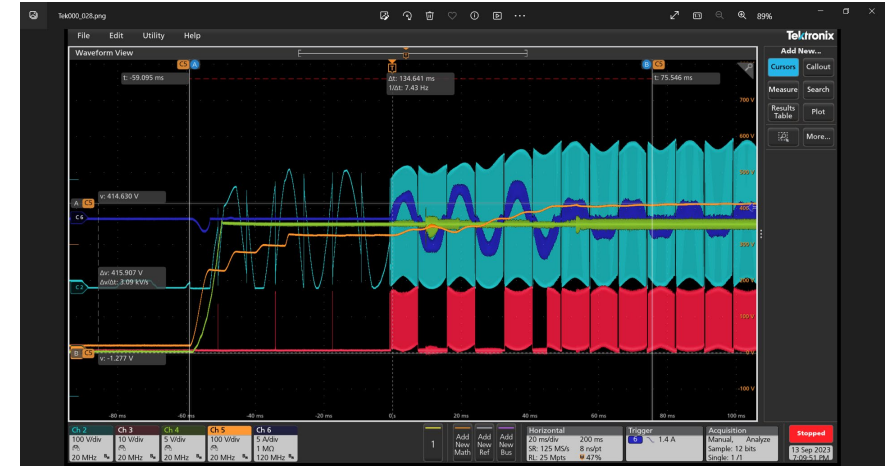 Tek000_028.png
89%
File Edit Utility Help
Tektronix
Waveform View
Add New...
Cursors Callout
Measure Search
Results Table Plot
More...
C5 A
B C5
t: -59.095 ms
Δt: 134.641 ms
1/Δt: 7.43 Hz
t: 75.546 ms
700 V
600 V
500 V
v: 414.630 V
A C5
400 V
C6
300 V
Δv: 415.907 V
Δv/Δt: 3.09 kV/s
200 V
C2
100 V
B C5
v: -1.277 V
-100 V
-80 ms -60 ms -40 ms -20 ms 0 s 20 ms 40 ms 60 ms 80 ms 100 ms
Ch 2 Ch 3 Ch 4 Ch 5 Ch 6
100 V/div 10 V/div 5 V/div 100 V/div 5 A/div
1 MΩ
20 MHz 20 MHz 20 MHz 20 MHz 120 MHz
1
Add New Math
Add New Ref
Add New Bus
Horizontal
20 ms/div 200 ms
SR: 125 MS/s 8 ns/pt
RL: 25 Mpts 47%
Trigger
6 1.4 A
Acquisition
Manual, Analyze
Sample: 12 bits
Single: 1 /1
Stopped
13 Sep 2023
7:09:51 PM